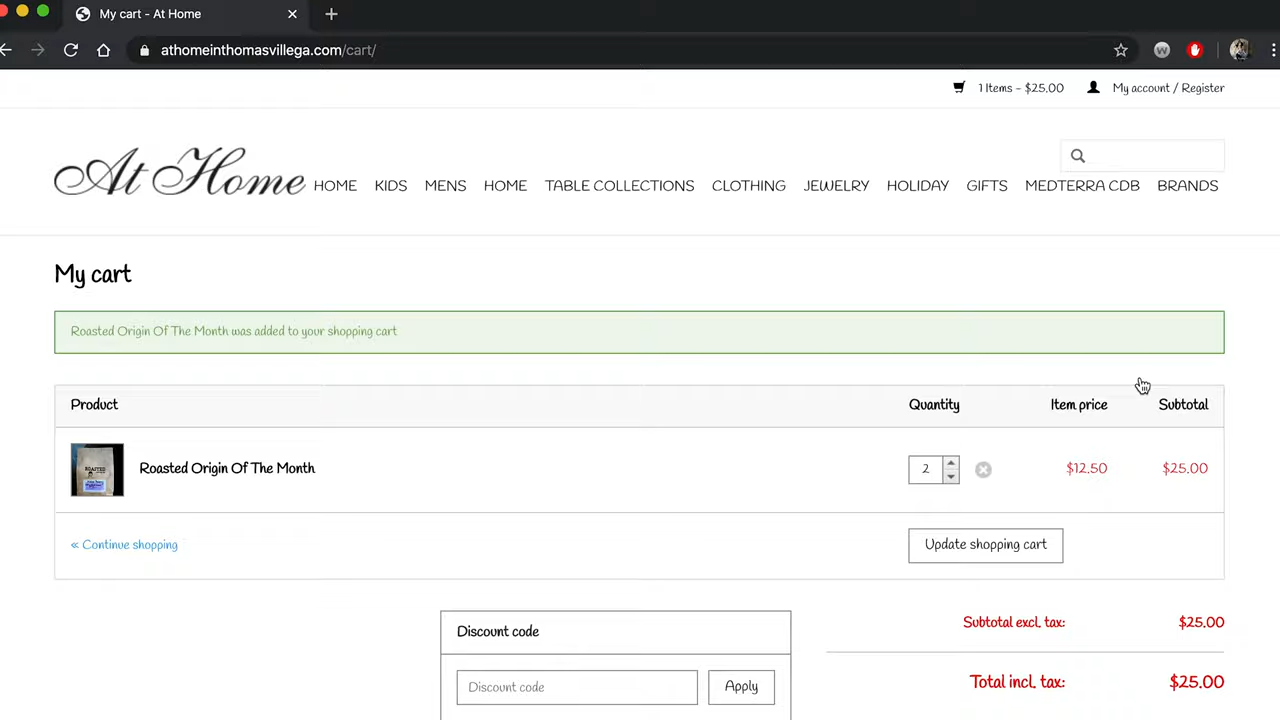 My cart - At Home
athomeinthomasvillega.com/cart/
W
1 Items - $25.00 My account / Register
At Home
HOME KIDS MENS HOME TABLE COLLECTIONS CLOTHING JEWELRY HOLIDAY GIFTS MEDTERRA CDB BRANDS
My cart
Roasted Origin Of The Month was added to your shopping cart
Product Quantity Item price Subtotal
ROASTED
Roasted Origin Of The Month 2 $12.50 $25.00
« Continue shopping Update shopping cart
Discount code
Discount code Apply
Subtotal excl. tax: $25.00
Total incl. tax: $25.00